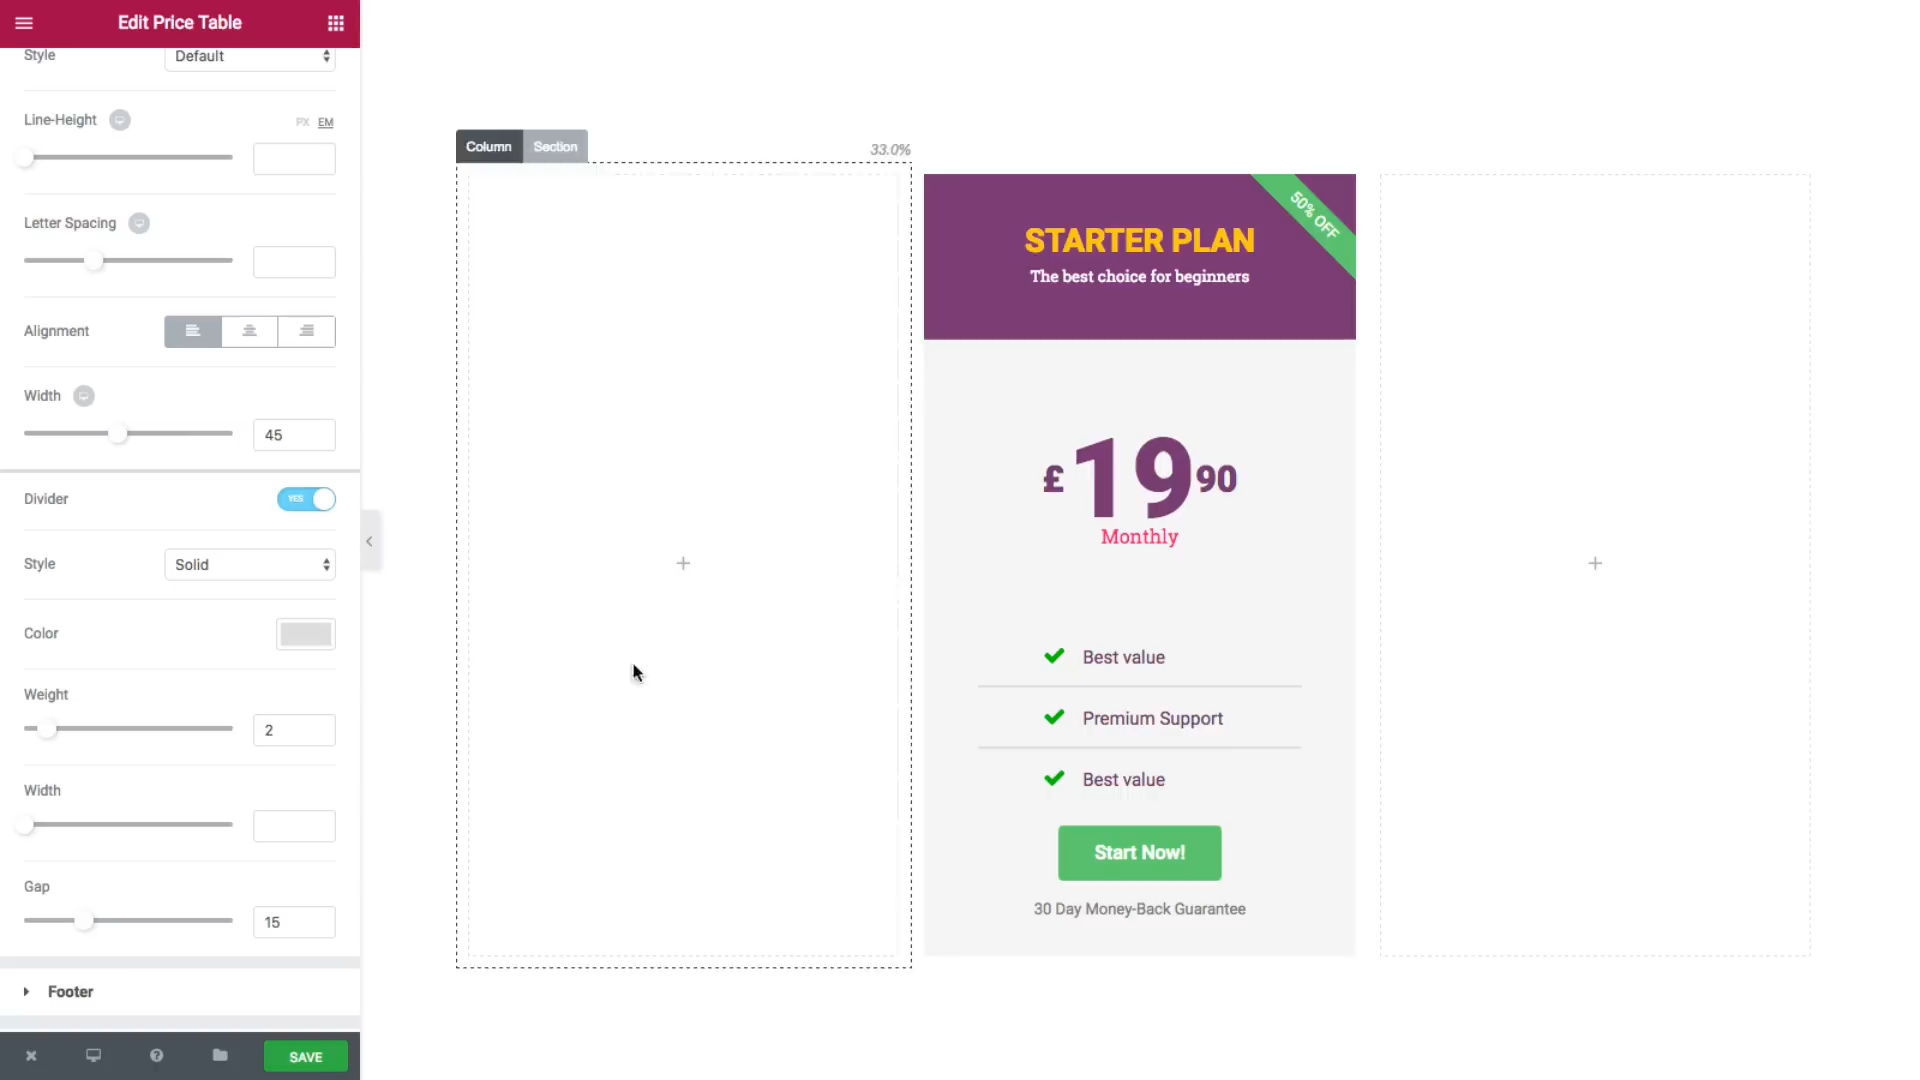 Edit Price Table
Style
Default
Line-Height
PX EM
Letter Spacing
Alignment
Width
45
Divider
YES
Style
Solid
Color
Weight
2
Width
Gap
15
Footer
SAVE
Column
Section
33.0%
50% OFF
STARTER PLAN
The best choice for beginners
£1990
Monthly
Best value
Premium Support
Best value
Start Now!
30 Day Money-Back Guarantee